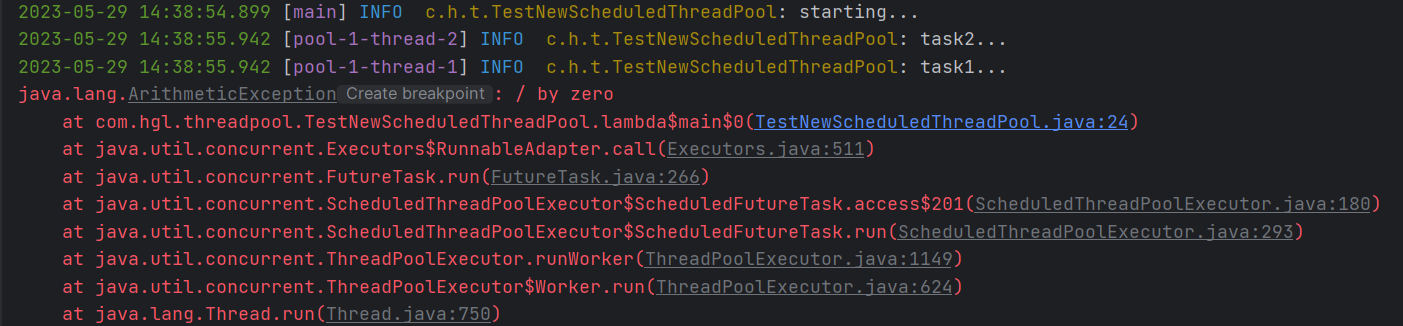 2023-05-29 14:38:54.899 [main] INFO  c.h.t.TestNewScheduledThreadPool: starting...
2023-05-29 14:38:55.942 [pool-1-thread-2] INFO  c.h.t.TestNewScheduledThreadPool: task2...
2023-05-29 14:38:55.942 [pool-1-thread-1] INFO  c.h.t.TestNewScheduledThreadPool: task1...
java.lang.ArithmeticException Create breakpoint : / by zero
    at com.hgl.threadpool.TestNewScheduledThreadPool.lambda$main$0(TestNewScheduledThreadPool.java:24)
    at java.util.concurrent.Executors$RunnableAdapter.call(Executors.java:511)
    at java.util.concurrent.FutureTask.run(FutureTask.java:266)
    at java.util.concurrent.ScheduledThreadPoolExecutor$ScheduledFutureTask.access$201(ScheduledThreadPoolExecutor.java:180)
    at java.util.concurrent.ScheduledThreadPoolExecutor$ScheduledFutureTask.run(ScheduledThreadPoolExecutor.java:293)
    at java.util.concurrent.ThreadPoolExecutor.runWorker(ThreadPoolExecutor.java:1149)
    at java.util.concurrent.ThreadPoolExecutor$Worker.run(ThreadPoolExecutor.java:624)
    at java.lang.Thread.run(Thread.java:750)